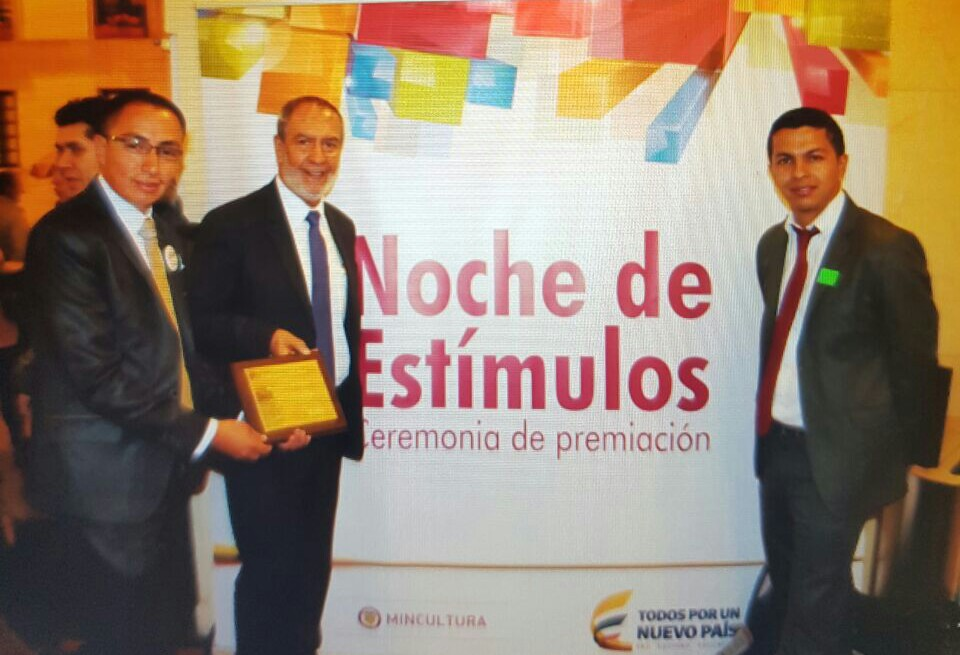 Noche de
Estímulos
Ceremonia de premiación
MINCULTURA
TODOS POR UN
NUEVO PAÍS